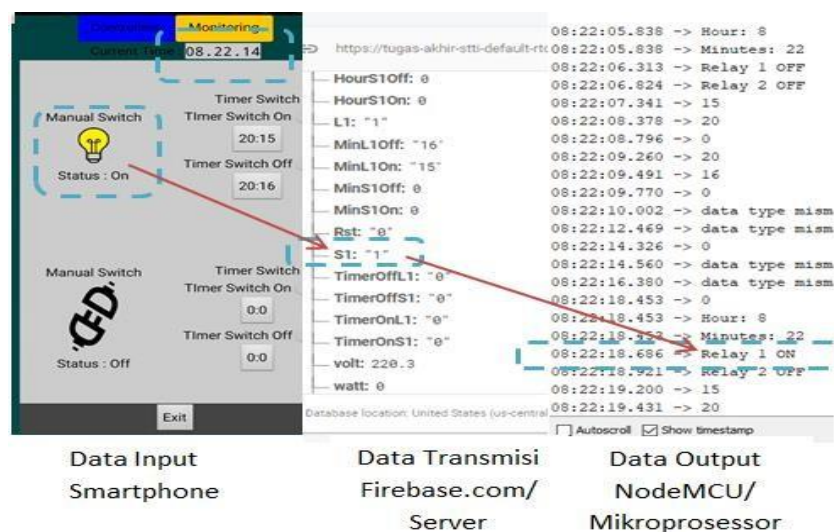 Controlling Monitoring
Current Time 08.22.14
Timer Switch
Manual Switch
TImer Switch On
20:15
Timer Switch Off
20:16
Status : On
Manual Switch
Timer Switch
TImer Switch On
0:0
TImer Switch Off
0:0
Status : Off
Exit
https://tugas-akhir-stti-default-rtc
HourS1Off: 0
HourS1On: 0
L1: "1"
MinL1Off: "16"
MinL1On: "15"
MinS1Off: 0
MinS1On: 0
Rst: "0"
S1: "1"
TimerOffL1: "0"
TimerOffS1: "0"
TimerOnL1: "0"
TimerOnS1: "0"
volt: 220.3
watt: 0
Database location: United States (us-central
08:22:05.838 -> Hour: 8
08:22:05.838 -> Minutes: 22
08:22:06.313 -> Relay 1 OFF
08:22:06.824 -> Relay 2 OFF
08:22:07.341 -> 15
08:22:08.378 -> 20
08:22:08.796 -> 0
08:22:09.260 -> 20
08:22:09.491 -> 16
08:22:09.770 -> 0
08:22:10.002 -> data type mism
08:22:12.469 -> data type mism
08:22:14.326 -> 0
08:22:14.560 -> data type mism
08:22:16.380 -> data type mism
08:22:18.453 -> 0
08:22:18.453 -> Hour: 8
08:22:18.453 -> Minutes: 22
08:22:18.686 -> Relay 1 ON
08:22:18.921 -> Relay 2 OFF
08:22:19.200 -> 15
08:22:19.431 -> 20
Autoscroll Show timestamp
Data Input
Smartphone
Data Transmisi
Firebase.com/
Server
Data Output
NodeMCU/
Mikroprosessor